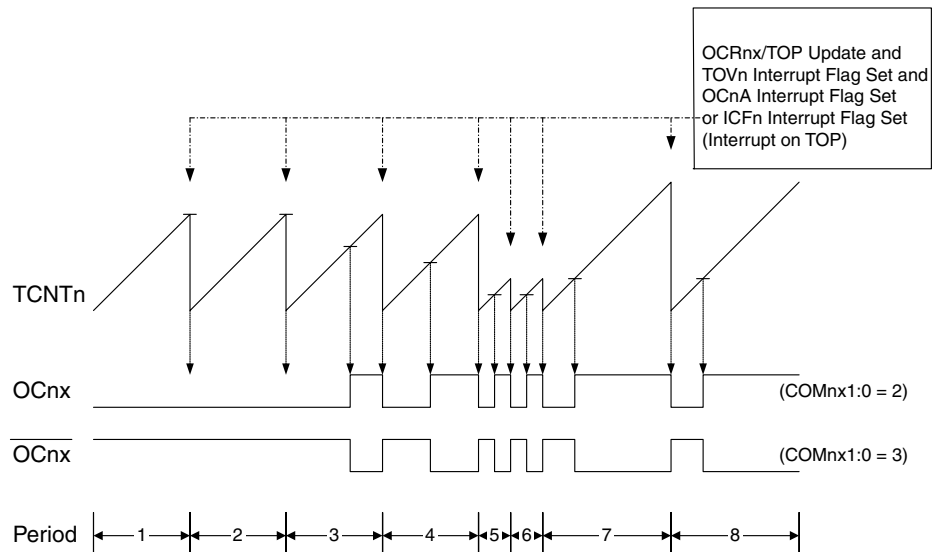 OCRnx/TOP Update and
TOVn Interrupt Flag Set and
OCnA Interrupt Flag Set
or ICFn Interrupt Flag Set
(Interrupt on TOP)
TCNTn
OCnx
(COMnx1:0 = 2)
OCnx
(COMnx1:0 = 3)
Period 1 2 3 4 5 6 7 8